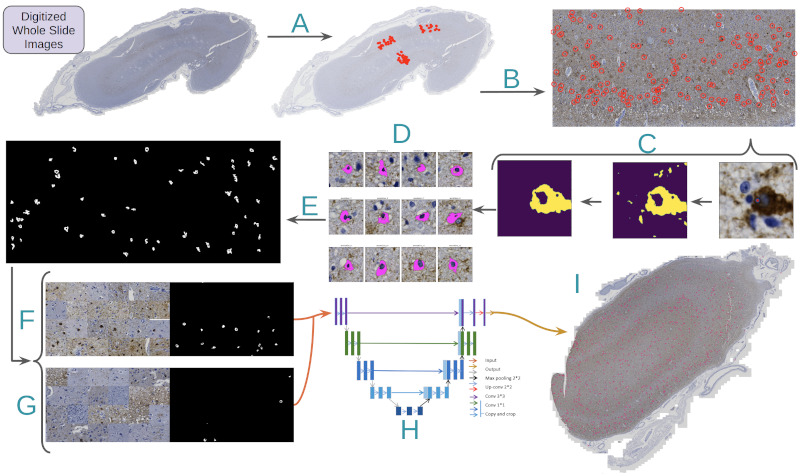 Digitized
Whole Slide
Images
A
B
C
D
E
F
G
H
I
Input
Output
Max pooling 2*2
Up conv 2*2
Conv 3*3
Conv 1*1
Copy and crop